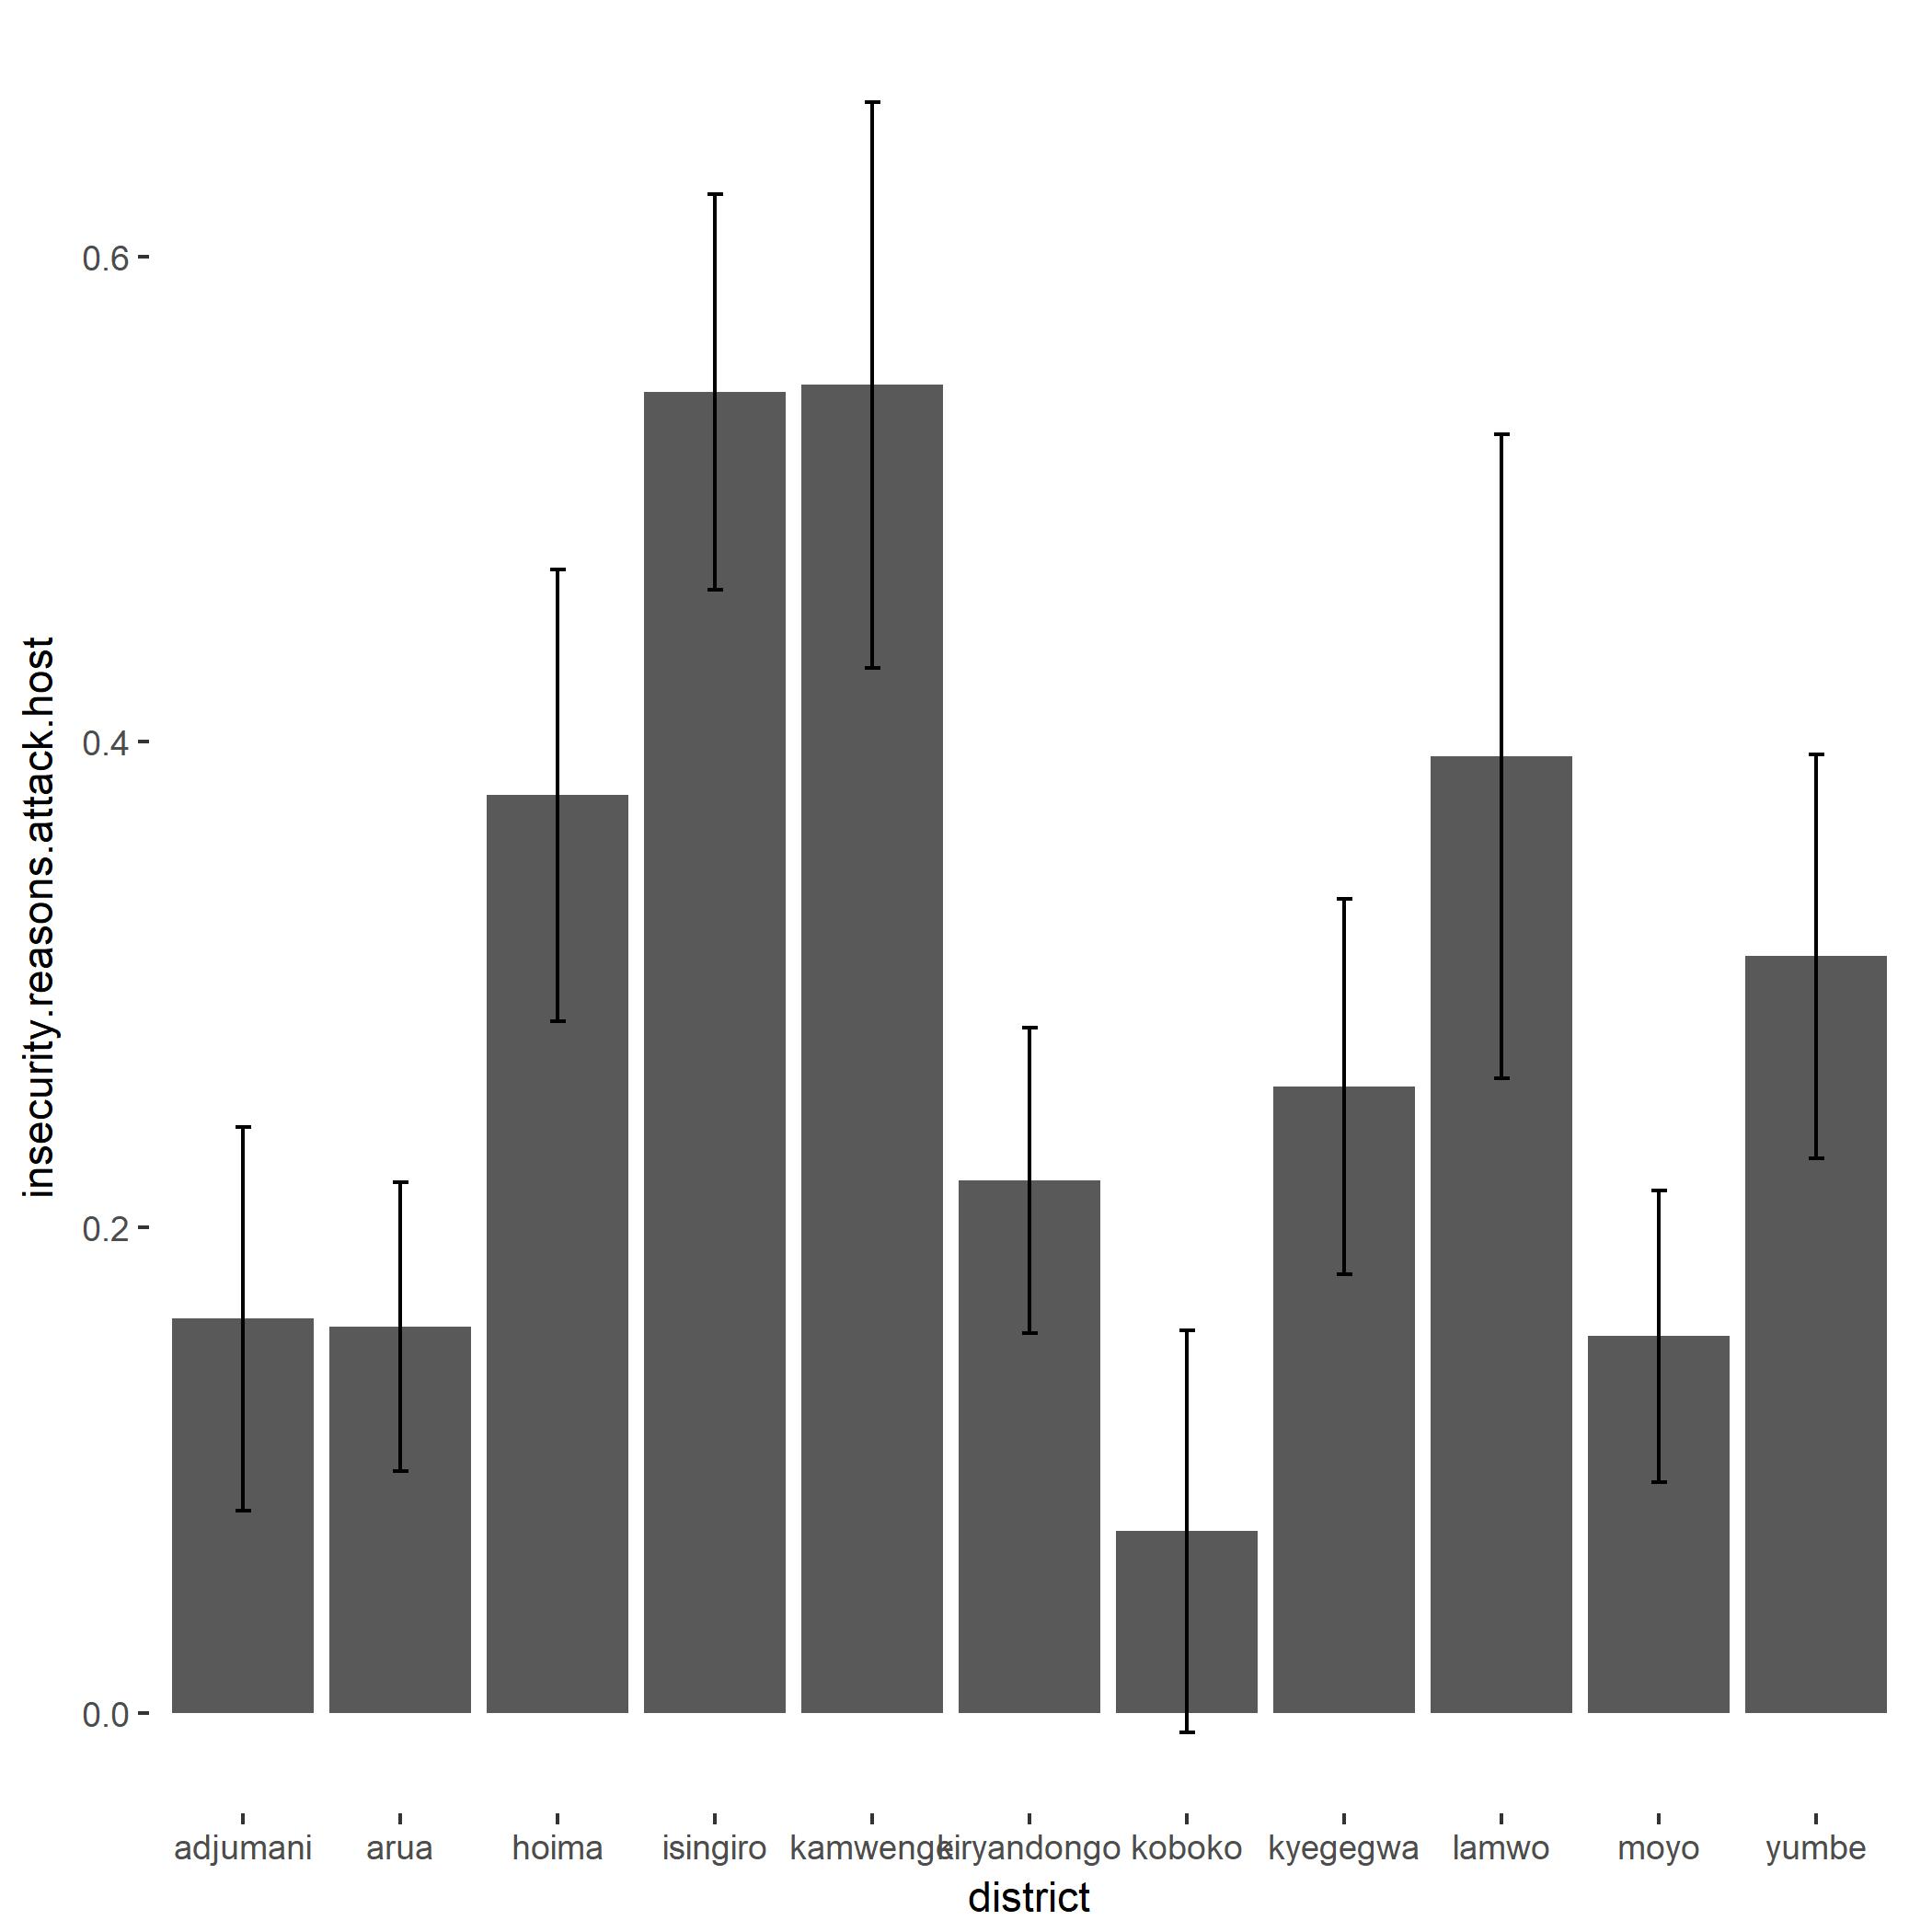 insecurity.reasons.attack.host
0.6
0.4
0.2
0.0
adjumani arua hoima isingiro kamwenge kiryandongo koboko kyegegwa lamwo moyo yumbe
district